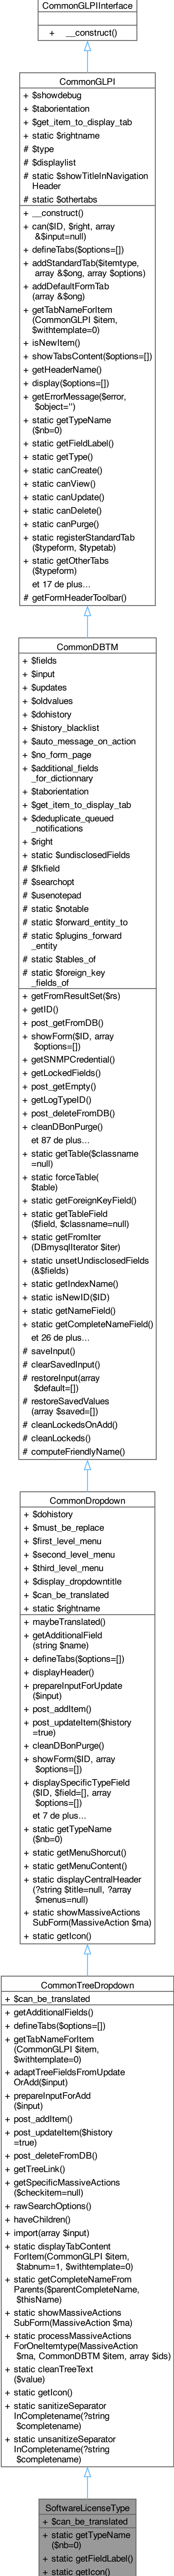 CommonGLPIInterface
+ __construct()
CommonGLPI
+ $showdebug
+ $taborientation
+ $get_item_to_display_tab
+ static $rightname
# $type
# $displaylist
# static $showTitleInNavigation
Header
# static $othertabs
+ __construct()
+ can($ID, $right, array
&$input=null)
+ defineTabs($options=[])
+ addStandardTab($itemtype,
array &$ong, array $options)
+ addDefaultFormTab
(array &$ong)
+ getTabNameForItem
(CommonGLPI $item,
$withtemplate=0)
+ isNewItem()
+ showTabsContent($options=[])
+ getHeaderName()
+ display($options=[])
+ getErrorMessage($error,
$object='')
+ static getTypeName
($nb=0)
+ static getFieldLabel()
+ static getType()
+ static canCreate()
+ static canView()
+ static canUpdate()
+ static canDelete()
+ static canPurge()
+ static registerStandardTab
($typeform, $typetab)
+ static getOtherTabs
($typeform)
et 17 de plus...
# getFormHeaderToolbar()
CommonDBTM
+ $fields
+ $input
+ $updates
+ $oldvalues
+ $dohistory
+ $history_blacklist
+ $auto_message_on_action
+ $no_form_page
+ $additional_fields
_for_dictionnary
+ $taborientation
+ $get_item_to_display_tab
+ $deduplicate_queued
_notifications
+ $right
+ static $undisclosedFields
# $fkfield
# $searchopt
# $usenotepad
# static $notable
# static $forward_entity_to
# static $plugins_forward
_entity
# static $tables_of
# static $foreign_key
_fields_of
+ getFromResultSet($rs)
+ getID()
+ post_getFromDB()
+ showForm($ID, array
$options=[])
+ getSNMPCredential()
+ getLockedFields()
+ post_getEmpty()
+ getLogTypeID()
+ post_deleteFromDB()
+ cleanDBonPurge()
et 87 de plus...
+ static getTable($classname
=null)
+ static forceTable(
$table)
+ static getForeignKeyField()
+ static getTableField
($field, $classname=null)
+ static getFromIter
(DBmysqlIterator $iter)
+ static unsetUndisclosedFields
(&$fields)
+ static getIndexName()
+ static isNewID($ID)
+ static getNameField()
+ static getCompleteNameField()
et 26 de plus...
# saveInput()
# clearSavedInput()
# restoreInput(array
$default=[])
# restoreSavedValues
(array $saved=[])
# cleanLockedsOnAdd()
# cleanLockeds()
# computeFriendlyName()
CommonDropdown
+ $dohistory
+ $must_be_replace
+ $first_level_menu
+ $second_level_menu
+ $third_level_menu
+ $display_dropdowntitle
+ $can_be_translated
+ static $rightname
+ maybeTranslated()
+ getAdditionalField
(string $name)
+ defineTabs($options=[])
+ displayHeader()
+ prepareInputForUpdate
($input)
+ post_addItem()
+ post_updateItem($history
=true)
+ cleanDBonPurge()
+ showForm($ID, array
$options=[])
+ displaySpecificTypeField
($ID, $field=[], array
$options=[])
et 7 de plus...
+ static getTypeName
($nb=0)
+ static getMenuShorcut()
+ static getMenuContent()
+ static displayCentralHeader
(?string $title=null, ?array
$menus=null)
+ static showMassiveActions
SubForm(MassiveAction $ma)
+ static getIcon()
CommonTreeDropdown
+ $can_be_translated
+ getAdditionalFields()
+ defineTabs($options=[])
+ getTabNameForItem
(CommonGLPI $item,
$withtemplate=0)
+ adaptTreeFieldsFromUpdate
OrAdd($input)
+ prepareInputForAdd
($input)
+ post_addItem()
+ post_updateItem($history
=true)
+ post_deleteFromDB()
+ getTreeLink()
+ getSpecificMassiveActions
($checkitem=null)
+ rawSearchOptions()
+ haveChildren()
+ import(array $input)
+ static displayTabContent
ForItem(CommonGLPI $item,
$tabnum=1, $withtemplate=0)
+ static getCompleteNameFrom
Parents($parentCompleteName,
$thisName)
+ static showMassiveActions
SubForm(MassiveAction $ma)
+ static processMassiveActions
ForOneItemtype(MassiveAction
$ma, CommonDBTM $item, array $ids)
+ static cleanTreeText
($value)
+ static getIcon()
+ static sanitizeSeparator
InCompletename(?string
$completename)
+ static unsanitizeSeparator
InCompletename(?string
$completename)
SoftwareLicenseType
+ $can_be_translated
+ static getTypeName
($nb=0)
+ static getFieldLabel()
+ static getIcon()